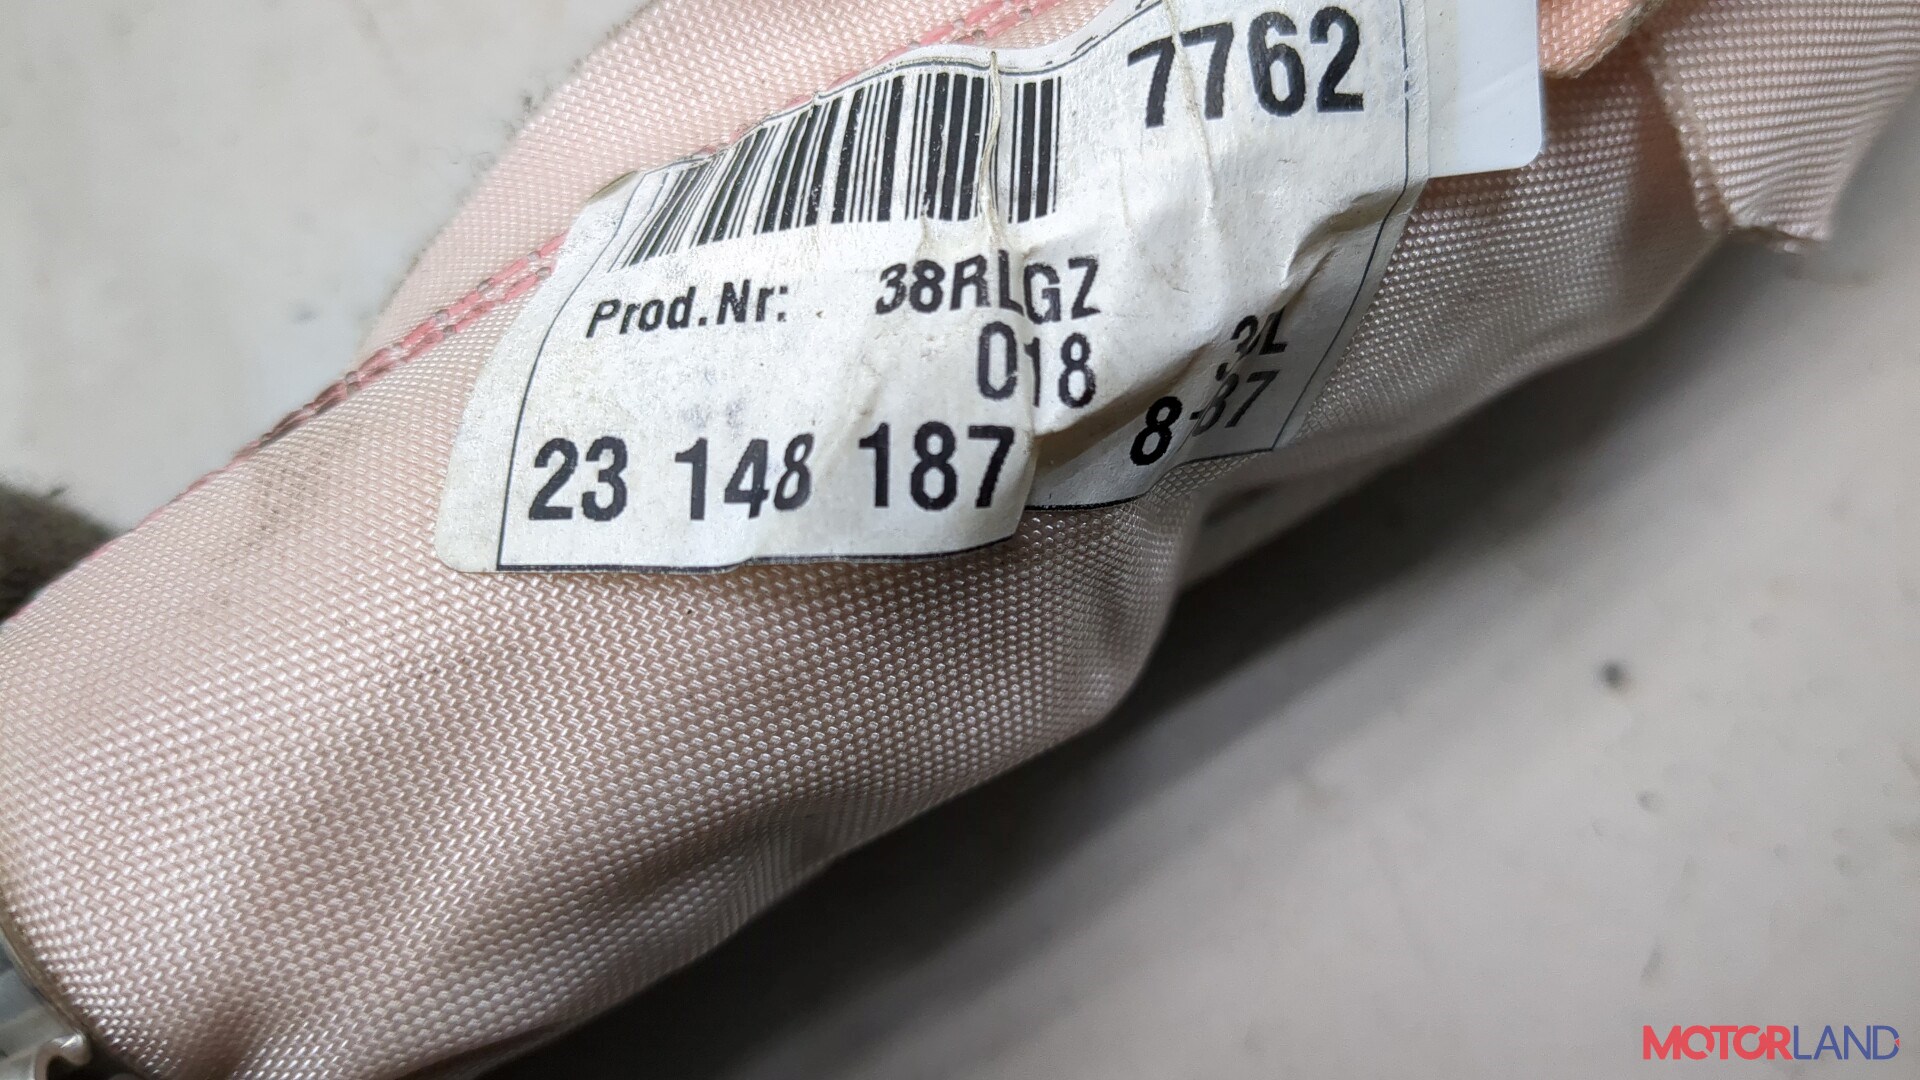 7762
Prod.Nr: 38RLGZ
018
23 148 187
MOTORLAND